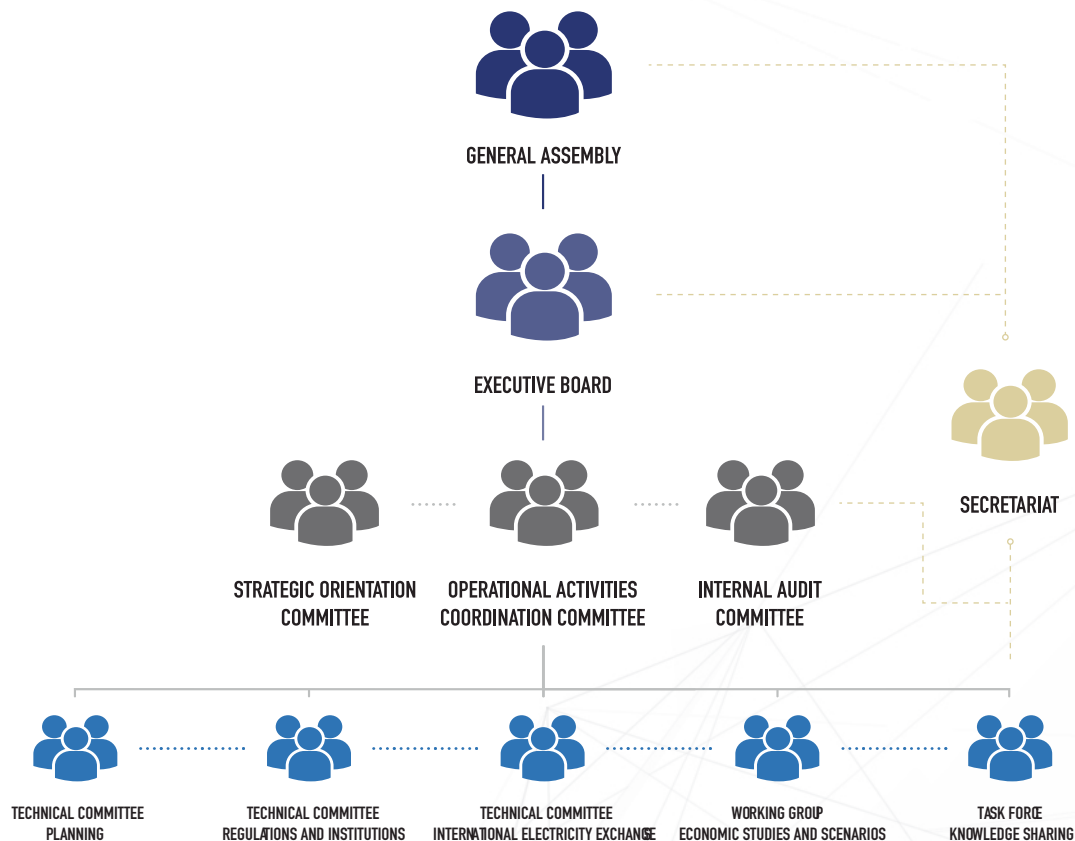 GENERAL ASSEMBLY
EXECUTIVE BOARD
SECRETARIAT
STRATEGIC ORIENTATION
COMMITTEE
OPERATIONAL ACTIVITIES
COORDINATION COMMITTEE
INTERNAL AUDIT
COMMITTEE
TECHNICAL COMMITTEE
PLANNING
TECHNICAL COMMITTEE
REGULATIONS AND INSTITUTIONS
TECHNICAL COMMITTEE
INTERNATIONAL ELECTRICITY EXCHANGES
WORKING GROUP
ECONOMIC STUDIES AND SCENARIOS
TASK FORCE
KNOWLEDGE SHARING